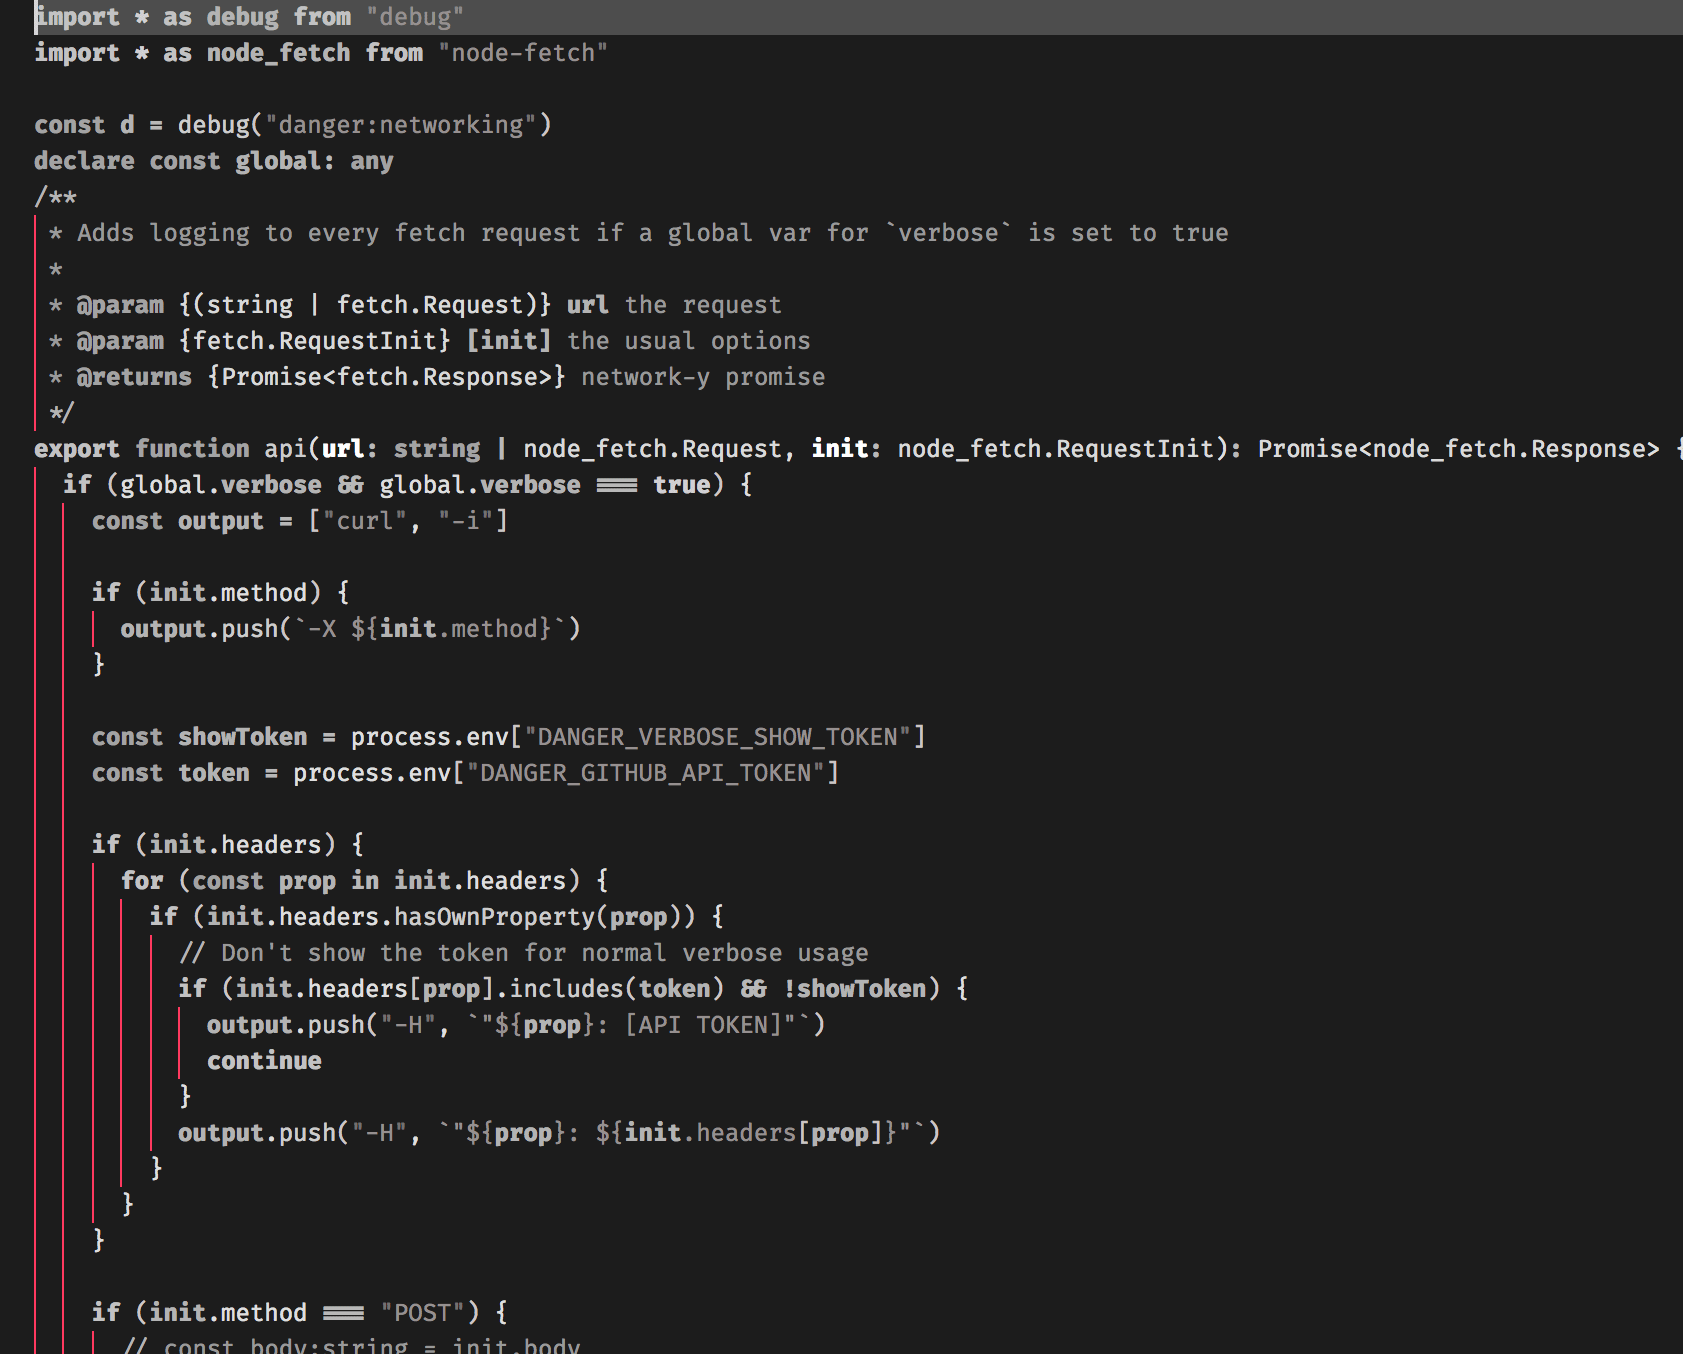 import * as debug from "debug"
import * as node_fetch from "node-fetch"
const d = debug("danger:networking")
declare const global: any
/**
* Adds logging to every fetch request if a global var for `verbose` is set to true
*
* @param {(string | fetch.Request)} url the request
* @param {fetch.RequestInit} [init] the usual options
* @returns {Promise<fetch.Response>} network-y promise
*/
export function api(url: string | node_fetch.Request, init: node_fetch.RequestInit): Promise<node_fetch.Response> {
if (global.verbose && global.verbose === true) {
const output = ["curl", "-i"]
if (init.method) {
output.push(`-X ${init.method}`)
}
const showToken = process.env["DANGER_VERBOSE_SHOW_TOKEN"]
const token = process.env["DANGER_GITHUB_API_TOKEN"]
if (init.headers) {
for (const prop in init.headers) {
if (init.headers.hasOwnProperty(prop)) {
// Don't show the token for normal verbose usage
if (init.headers[prop].includes(token) && !showToken) {
output.push("-H", `"${prop}: [API TOKEN]"`)
continue
}
output.push("-H", `"${prop}: ${init.headers[prop]}"`)
}
}
}
if (init.method === "POST") {
// const body:string = init.body